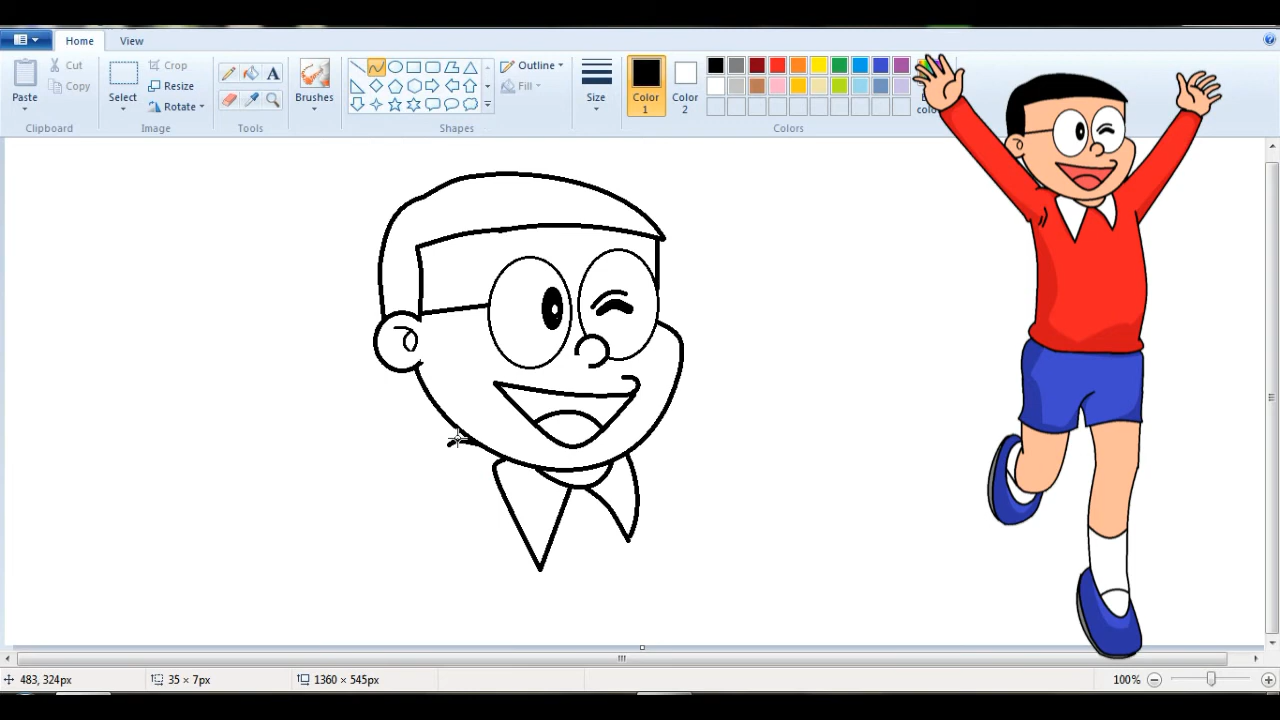 Home View
Cut
Copy
Paste
Clipboard
Select
Crop
Resize
Rotate
Image
A
Tools
Brushes
Outline
Fill
Shapes
Size
Color
1
Color
2
Colors
483, 324px 35 × 7px 1360 × 545px 100%